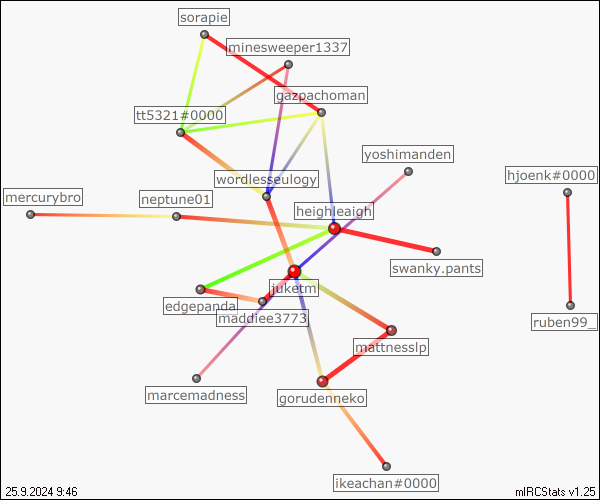 sorapie
minesweeper1337
gazpachoman
tt5321#0000
yoshimanden
wordlesseulogy
hjoenk#0000
mercurybro
neptune01
heighleaigh
swanky.pants
juketm
edgepanda
maddiee3773
ruben99_
mattnesslp
marcemadness
gorudenneko
ikeachan#0000
25.9.2024 9:46
mIRCStats v1.25